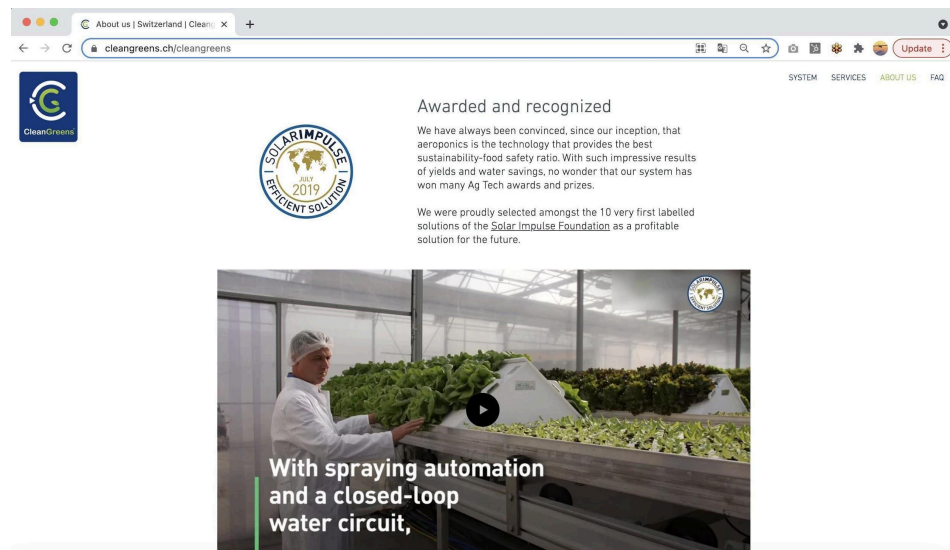 About us | Switzerland | Clean
cleangreens.ch/cleangreens
Update
CleanGreens
SYSTEM SERVICES ABOUT US FAQ
SOLARIMPULSE
JULY
2019
EFFICIENT SOLUTION
Awarded and recognized
We have always been convinced, since our inception, that
aeroponics is the technology that provides the best
sustainability-food safety ratio. With such impressive results
of yields and water savings, no wonder that our system has
won many Ag Tech awards and prizes.
We were proudly selected amongst the 10 very first labelled
solutions of the Solar Impulse Foundation as a profitable
solution for the future.
SOLARIMPULSE
EFFICIENT SOLUTION
With spraying automation
and a closed-loop
water circuit,